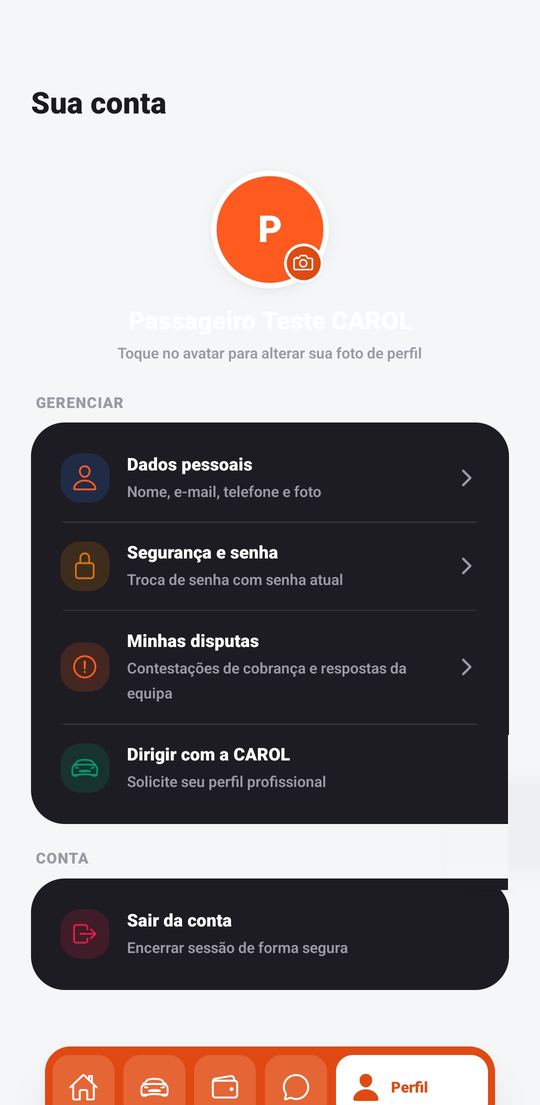 Sua conta
P
Passageiro Teste CAROL
Toque no avatar para alterar sua foto de perfil
GERENCIAR
Dados pessoais
Nome, e-mail, telefone e foto
Segurança e senha
Troca de senha com senha atual
Minhas disputas
Contestações de cobrança e respostas da
equipa
Dirigir com a CAROL
Solicite seu perfil profissional
CONTA
Sair da conta
Encerrar sessão de forma segura
Perfil